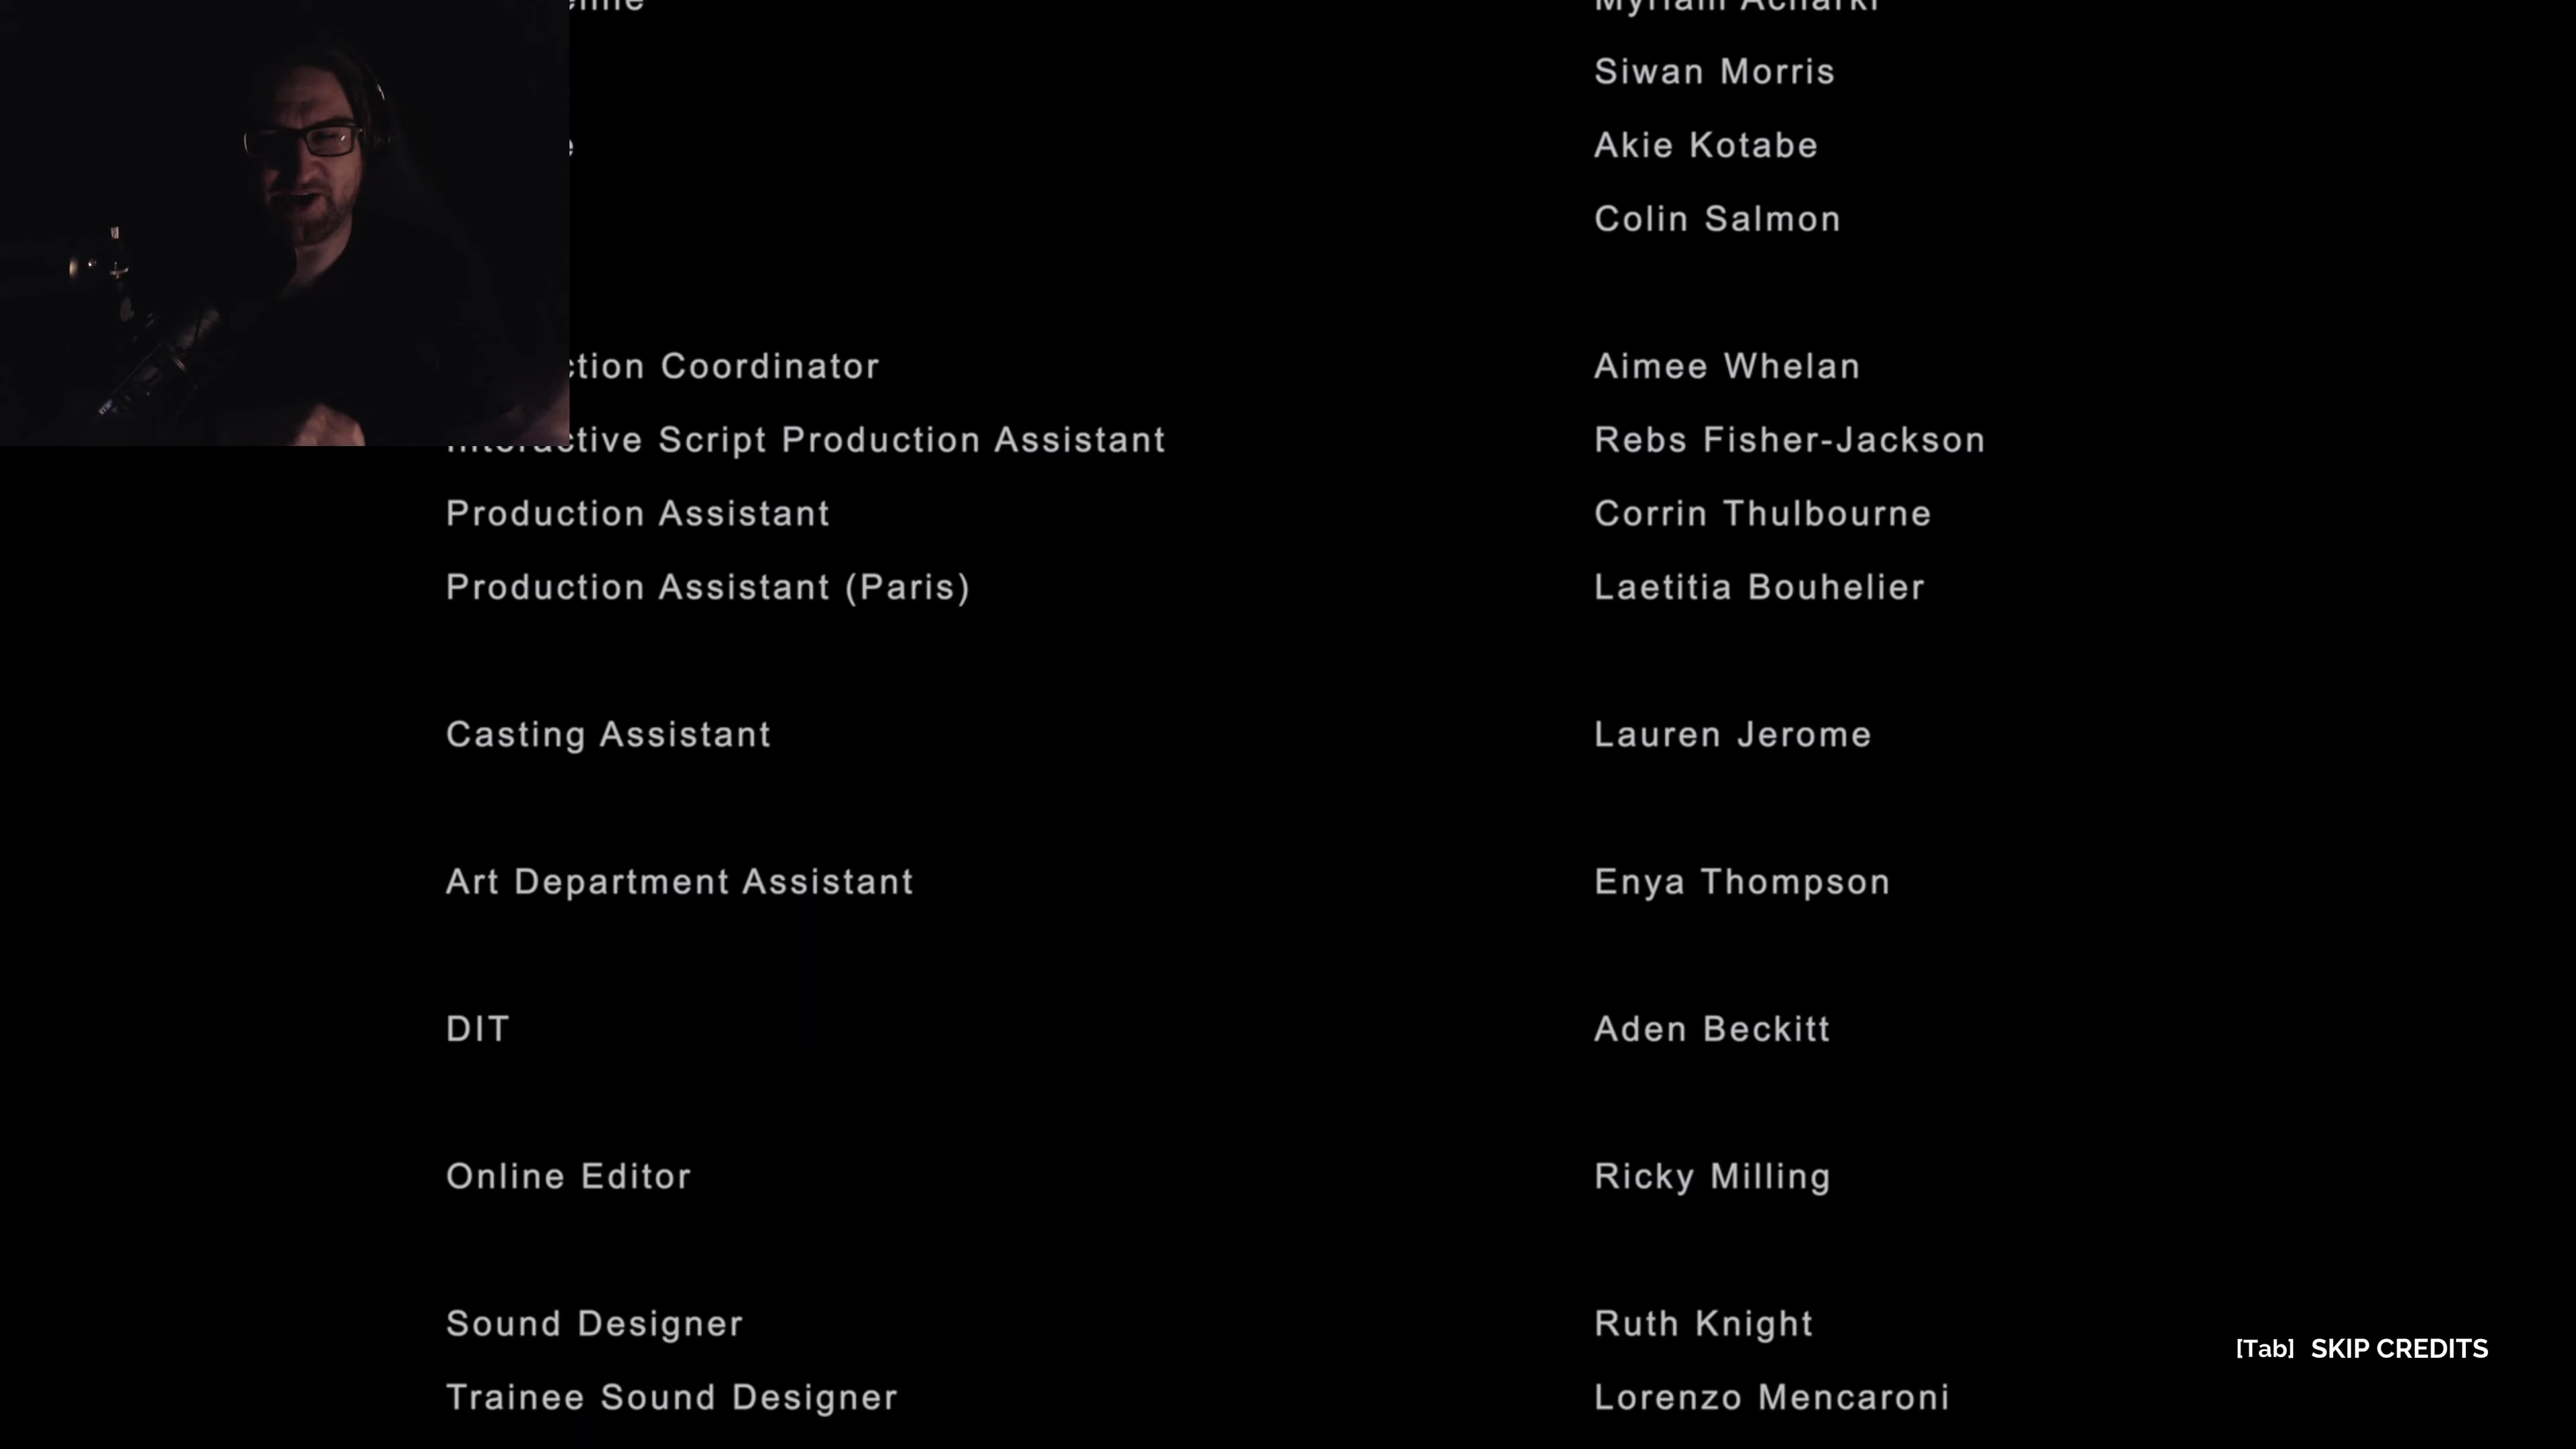 Siwan Morris
Akie Kotabe
Colin Salmon
Coordinator Aimee Whelan
Script Production Assistant Rebs Fisher-Jackson
Production Assistant Corrin Thulbourne
Production Assistant (Paris) Laetitia Bouhelier
Casting Assistant Lauren Jerome
Art Department Assistant Enya Thompson
DIT Aden Beckitt
Online Editor Ricky Milling
Sound Designer Ruth Knight
[Tab] SKIP CREDITS
Trainee Sound Designer Lorenzo Mencaroni